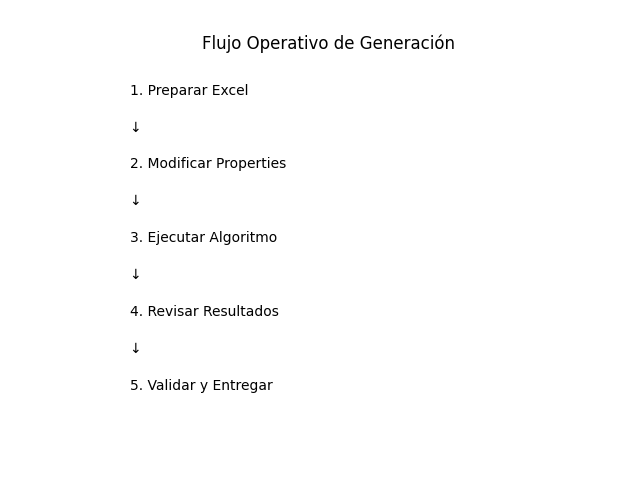 Flujo Operativo de Generación
1. Preparar Excel
↓
2. Modificar Properties
↓
3. Ejecutar Algoritmo
↓
4. Revisar Resultados
↓
5. Validar y Entregar